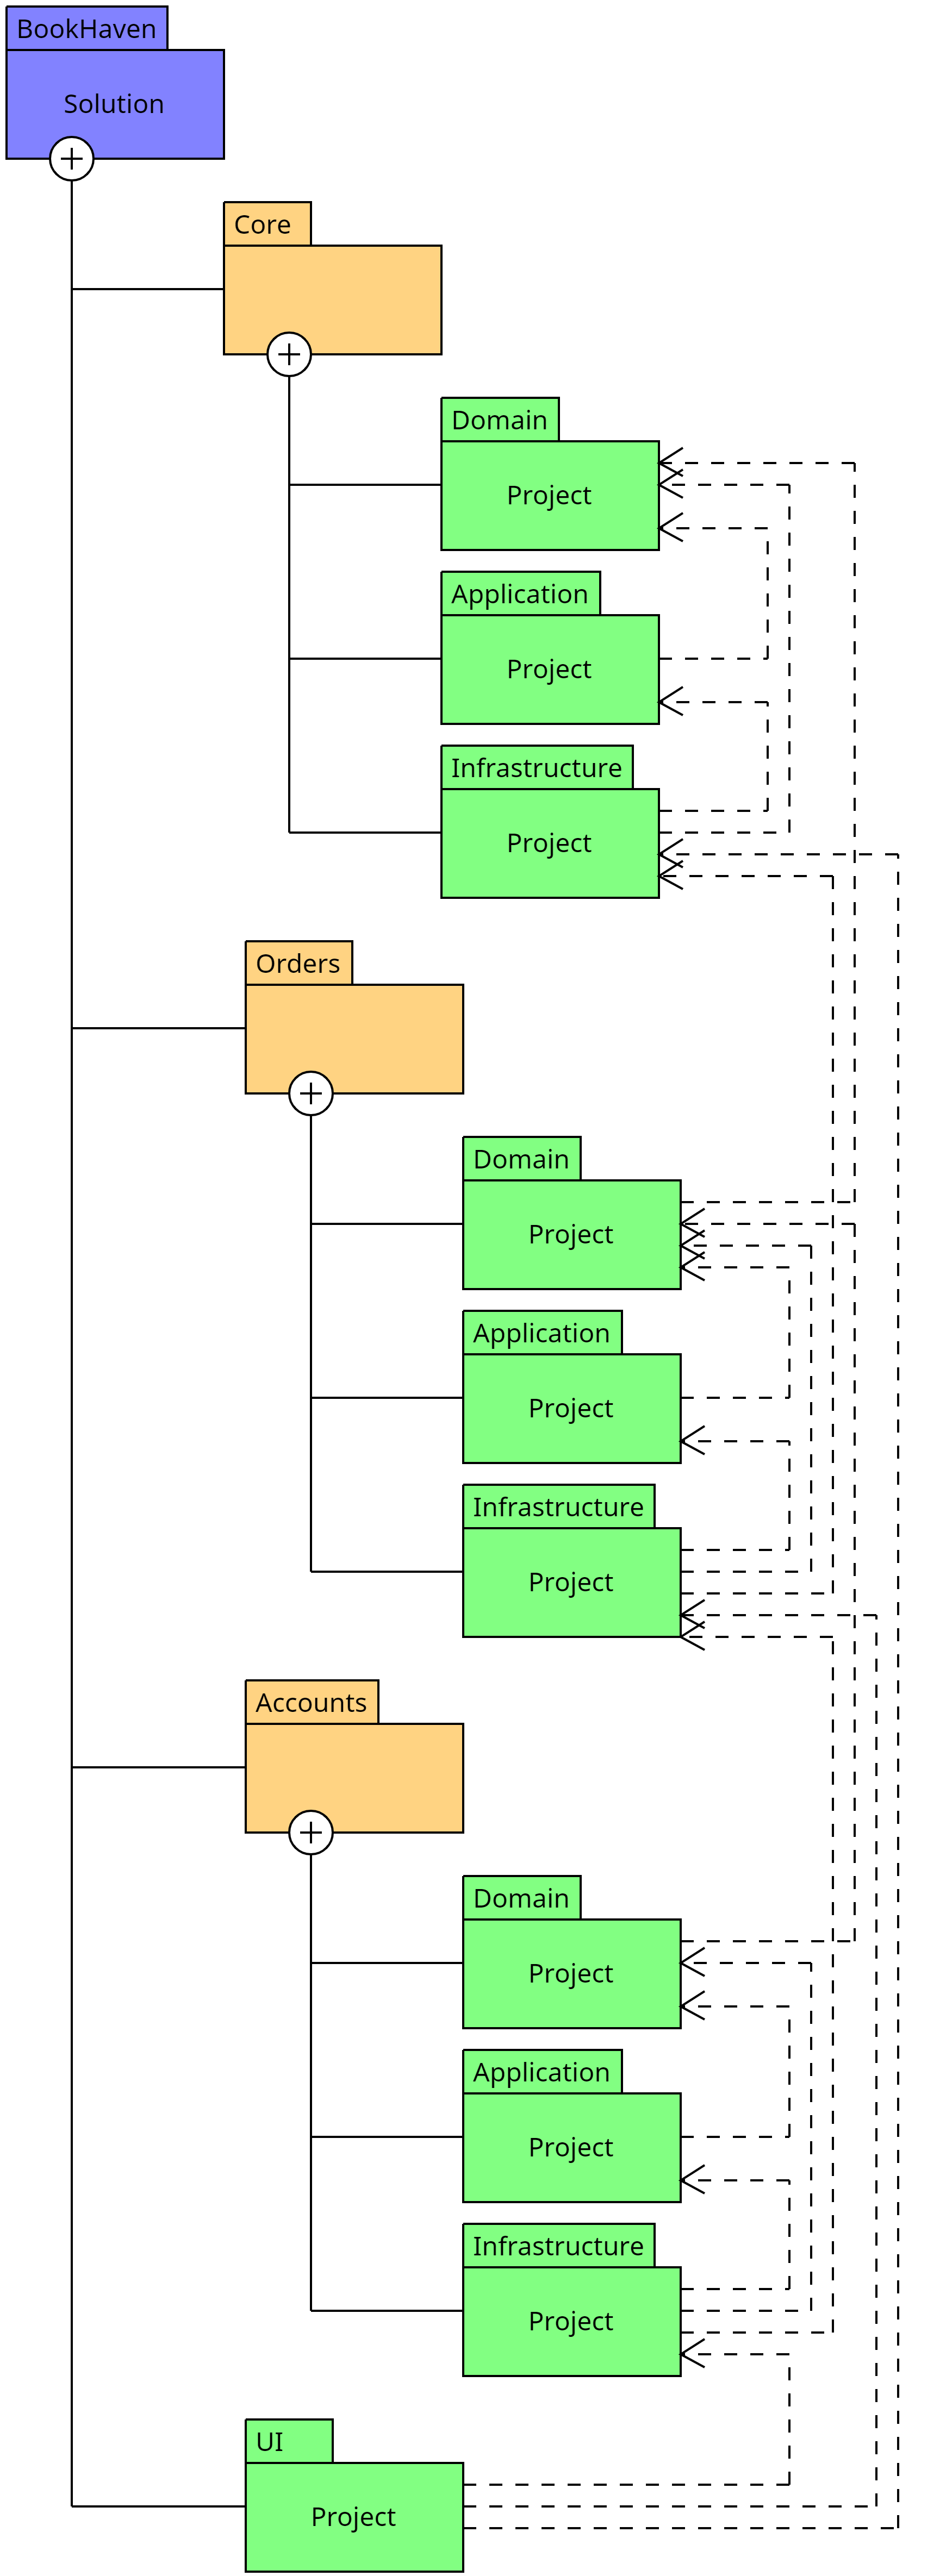 BookHaven
Solution
Core
Domain
Project
Application
Project
Infrastructure
Project
Orders
Domain
Project
Application
Project
Infrastructure
Project
Accounts
Domain
Project
Application
Project
Infrastructure
Project
UI
Project